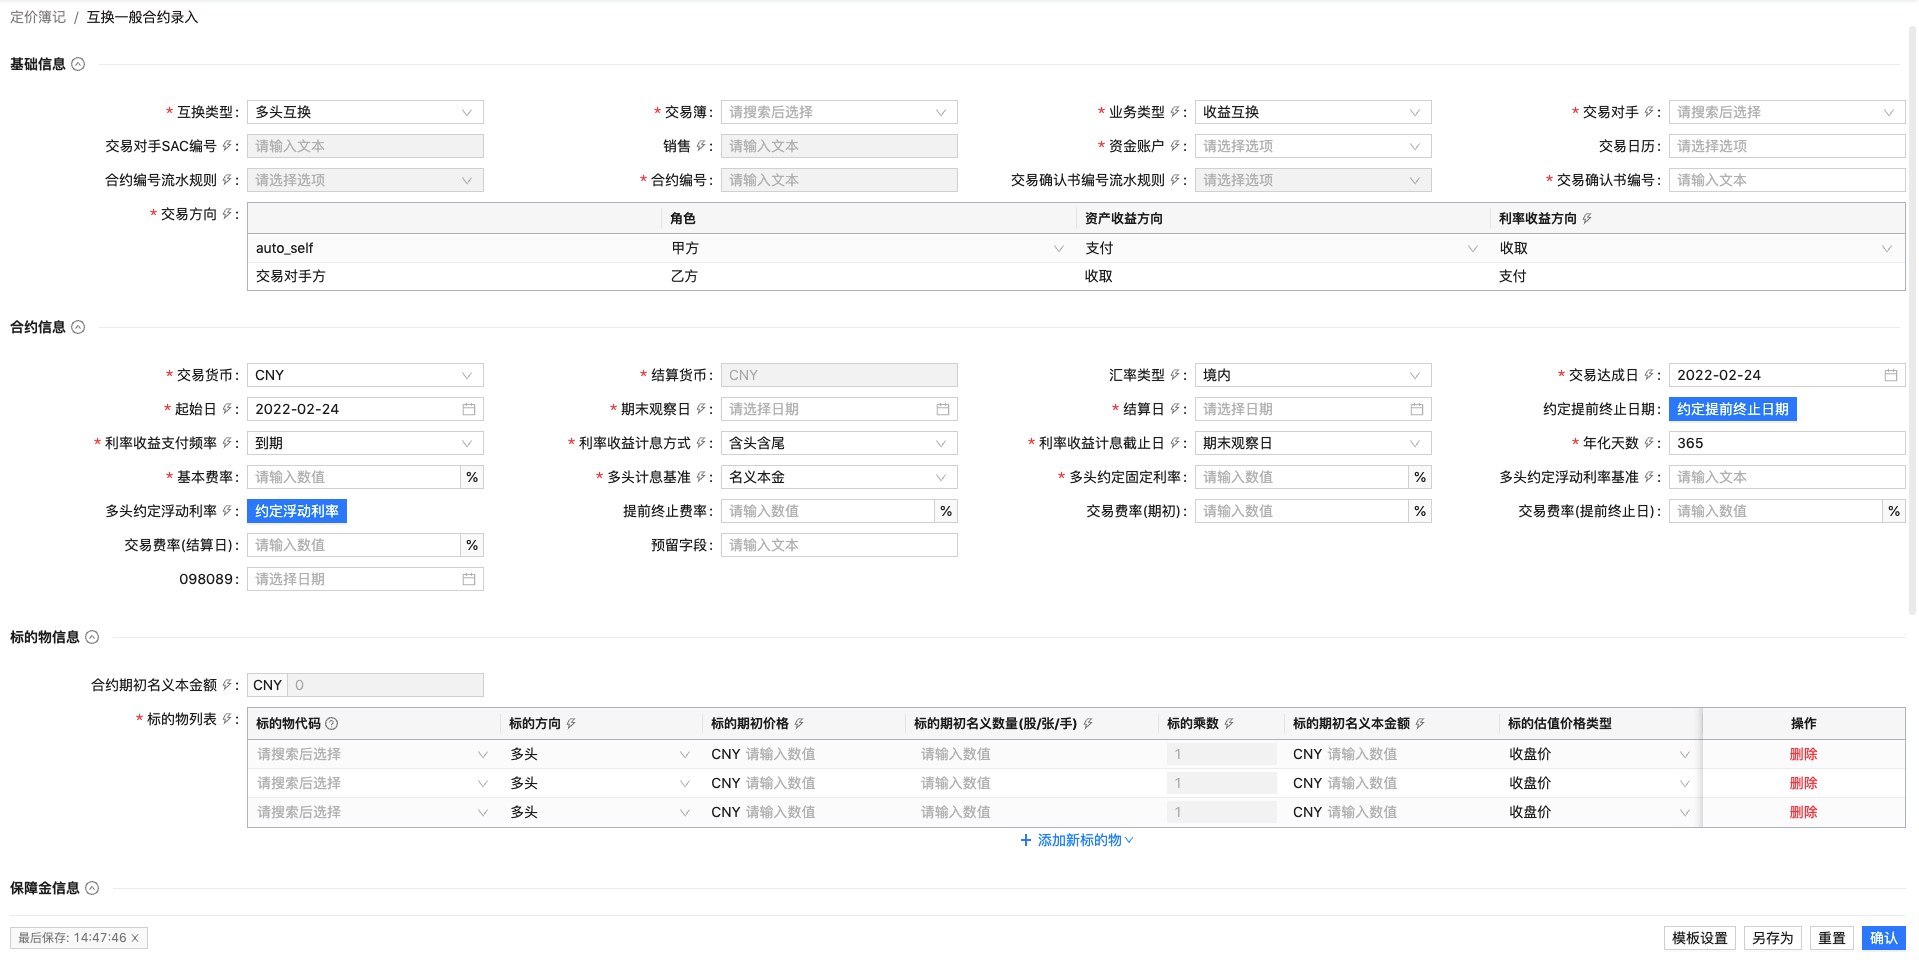 定价簿记 / 互换一般合约录入
基础信息
* 互换类型: 多头互换 * 交易簿: 请搜索后选择 * 业务类型: 收益互换 * 交易对手: 请搜索后选择
交易对手SAC编号: 请输入文本 销售: 请输入文本 * 资金账户: 请选择选项 交易日历: 请选择选项
合约编号流水规则: 请选择选项 * 合约编号: 请输入文本 交易确认书编号流水规则: 请选择选项 * 交易确认书编号: 请输入文本
* 交易方向: 角色 资产收益方向 利率收益方向
auto_self 甲方 支付 收取
交易对手方 乙方 收取 支付
合约信息
* 交易货币: CNY * 结算货币: CNY 汇率类型: 境内 * 交易达成日: 2022-02-24
* 起始日: 2022-02-24 * 期末观察日: 请选择日期 * 结算日: 请选择日期 约定提前终止日期: 约定提前终止日期
* 利率收益支付频率: 到期 * 利率收益计息方式: 含头含尾 * 利率收益计息截止日: 期末观察日 * 年化天数: 365
* 基本费率: 请输入数值 % * 多头计息基准: 名义本金 * 多头约定固定利率: 请输入数值 % 多头约定浮动利率基准: 请输入文本
多头约定浮动利率: 约定浮动利率 提前终止费率: 请输入数值 % 交易费率(期初): 请输入数值 % 交易费率(提前终止日): 请输入数值 %
交易费率(结算日): 请输入数值 % 预留字段: 请输入文本
098089: 请选择日期
标的物信息
合约期初名义本金额: CNY 0
* 标的物列表: 标的物代码 标的方向 标的期初价格 标的期初名义数量(股/张/手) 标的乘数 标的期初名义本金额 标的估值价格类型 操作
请搜索后选择 多头 CNY 请输入数值 请输入数值 1 CNY 请输入数值 收盘价 删除
请搜索后选择 多头 CNY 请输入数值 请输入数值 1 CNY 请输入数值 收盘价 删除
请搜索后选择 多头 CNY 请输入数值 请输入数值 1 CNY 请输入数值 收盘价 删除
+ 添加新标的物
保障金信息
最后保存: 14:47:46 模板设置 另存为 重置 确认